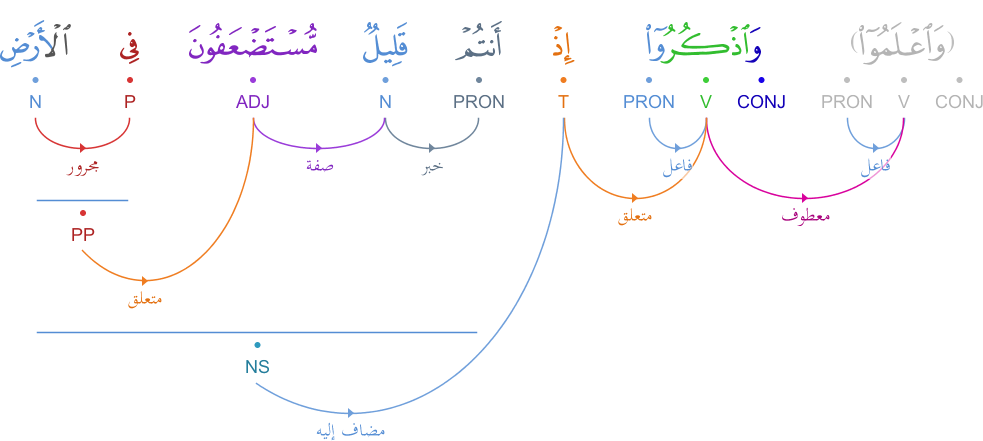 (وَٱعْلَمُوٓا۟) وَٱذْكُرُوٓا۟ إِذْ أَنتُمْ قَلِيلٌ مُّسْتَضْعَفُونَ فِى ٱلْأَرْضِ
CONJ V PRON CONJ V PRON T PRON N ADJ P N
فاعل فاعل خبر صفة مجرور
معطوف متعلق
PP
متعلق
NS
مضاف إليه